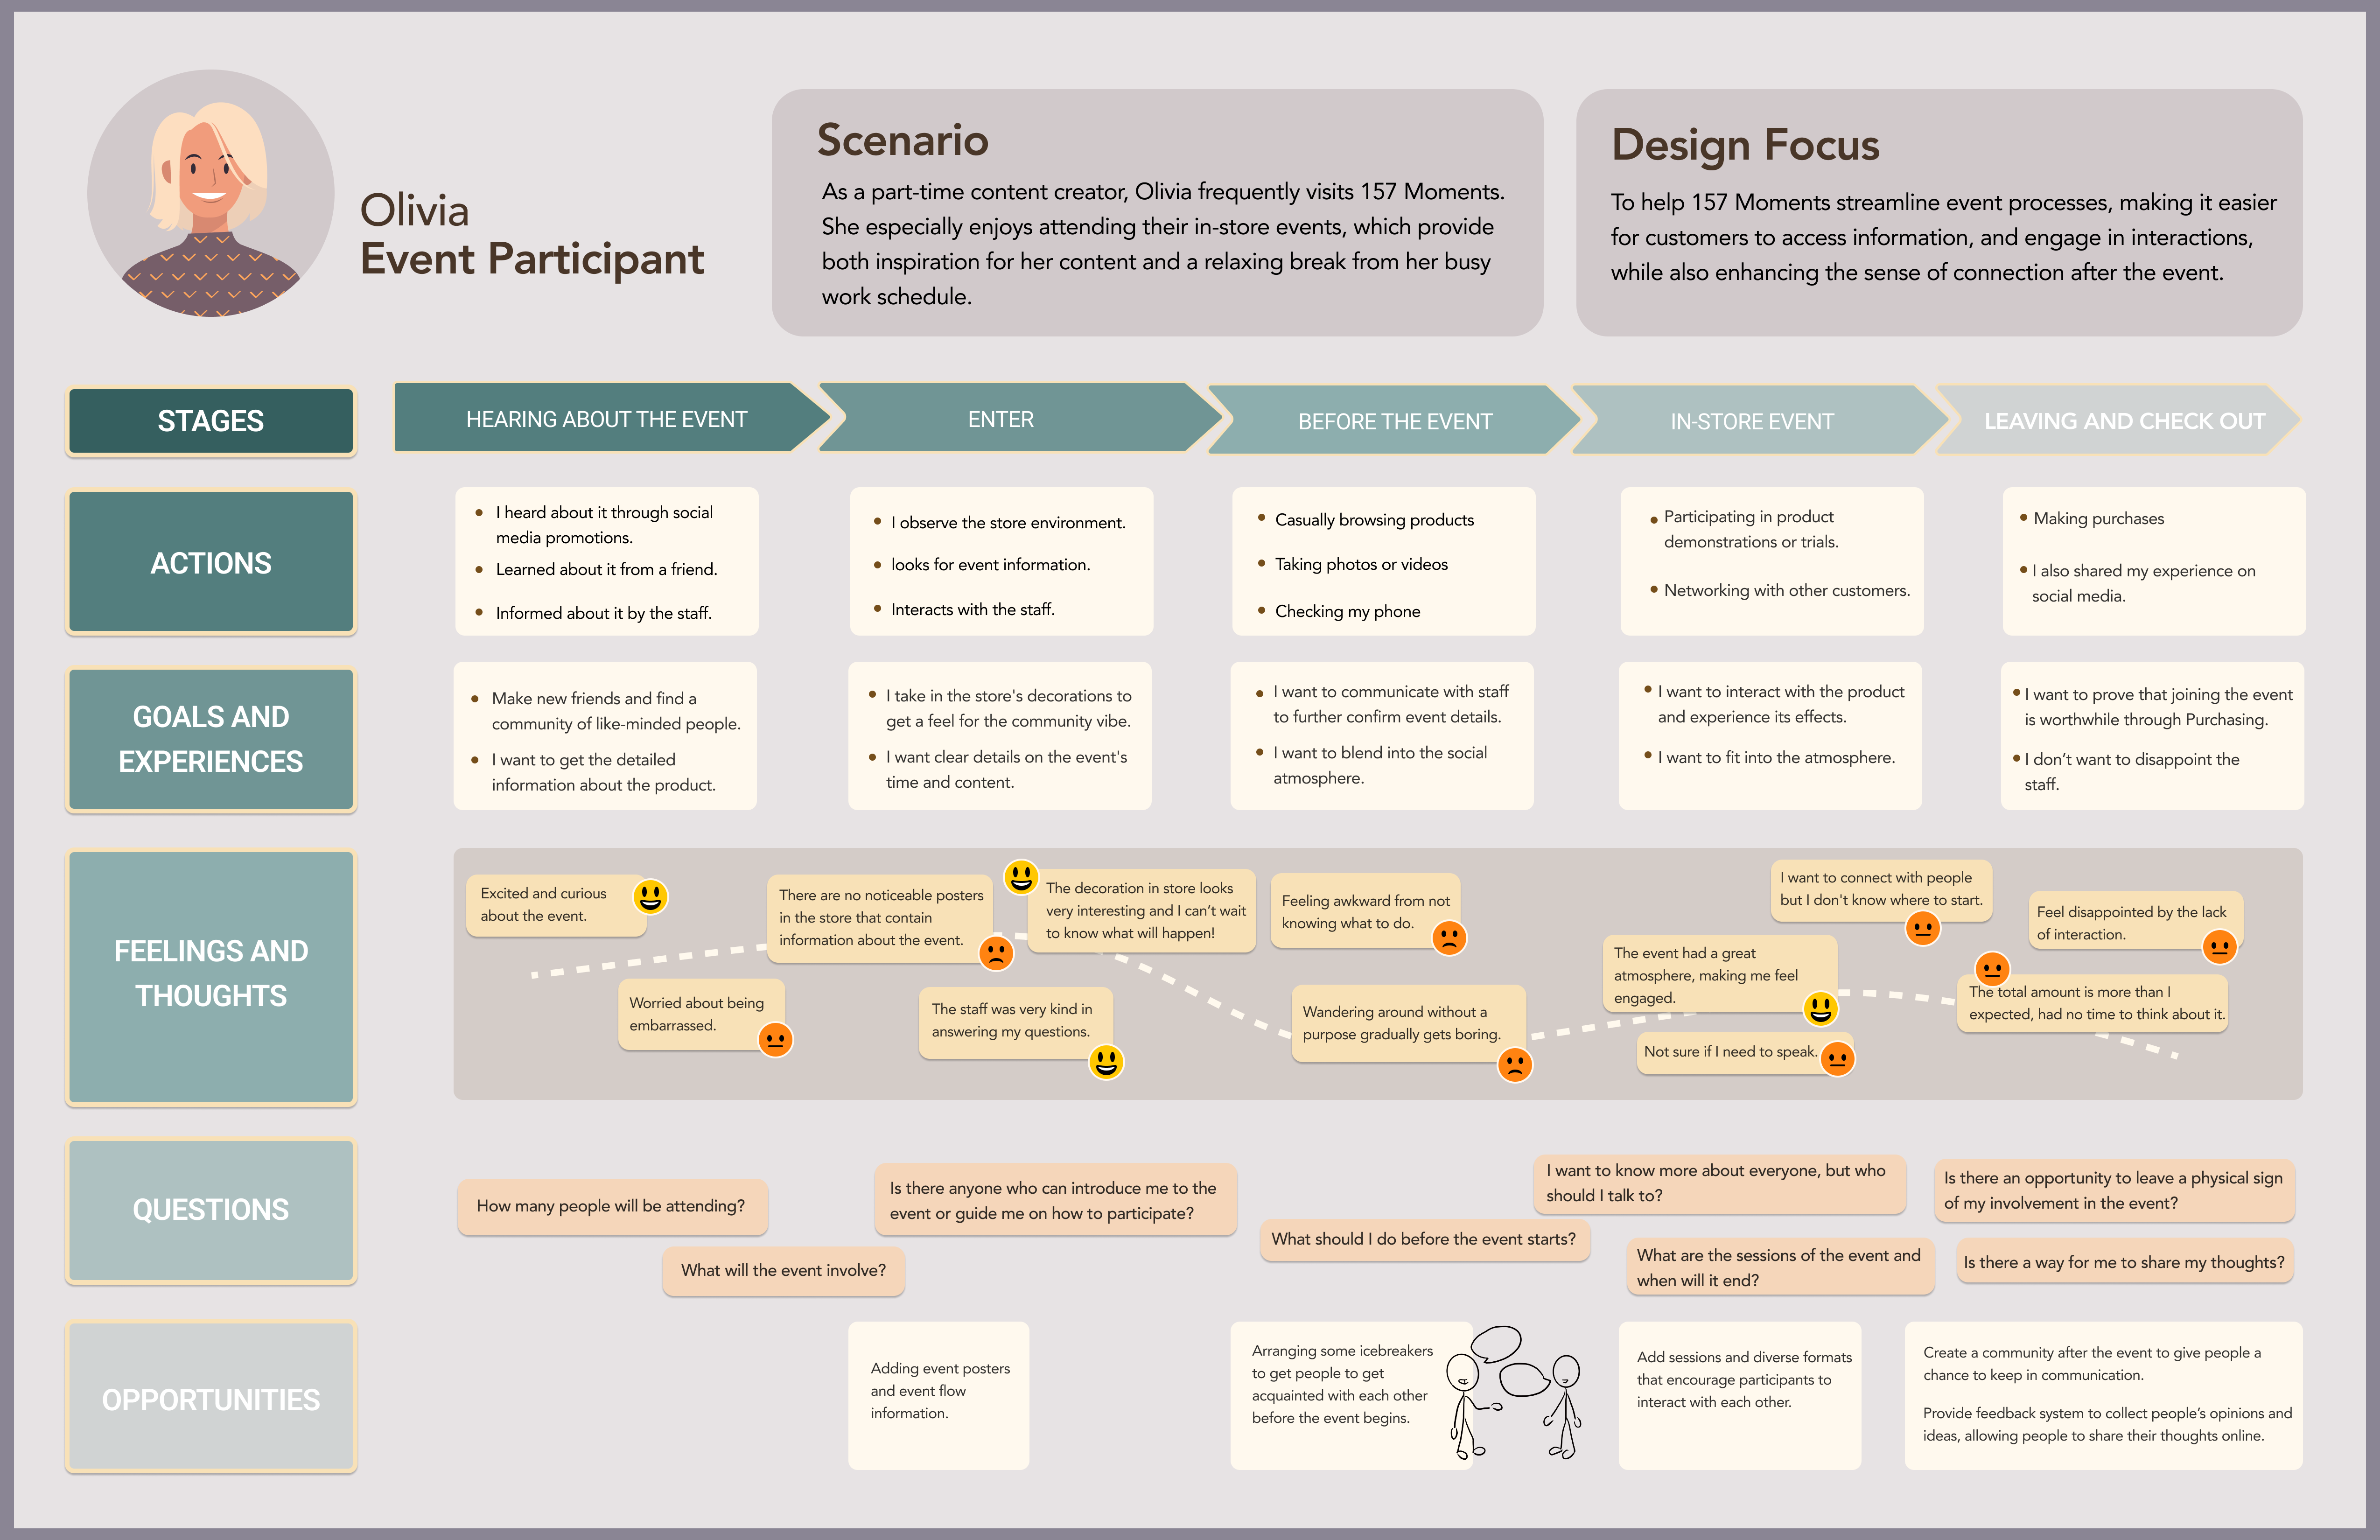 Olivia
Event Participant
Scenario
As a part-time content creator, Olivia frequently visits 157 Moments.
She especially enjoys attending their in-store events, which provide
both inspiration for her content and a relaxing break from her busy
work schedule.
Design Focus
To help 157 Moments streamline event processes, making it easier
for customers to access information, and engage in interactions,
while also enhancing the sense of connection after the event.
STAGES
HEARING ABOUT THE EVENT
ENTER
BEFORE THE EVENT
IN-STORE EVENT
LEAVING AND CHECK OUT
ACTIONS
I heard about it through social
media promotions.
Learned about it from a friend.
Informed about it by the staff.
I observe the store environment.
looks for event information.
Interacts with the staff.
Casually browsing products
Taking photos or videos
Checking my phone
Participating in product
demonstrations or trials.
Networking with other customers.
Making purchases
I also shared my experience on
social media.
GOALS AND
EXPERIENCES
Make new friends and find a
community of like-minded people.
I want to get the detailed
information about the product.
I take in the store's decorations to
get a feel for the community vibe.
I want clear details on the event's
time and content.
I want to communicate with staff
to further confirm event details.
I want to blend into the social
atmosphere.
I want to interact with the product
and experience its effects.
I want to fit into the atmosphere.
I want to prove that joining the event
is worthwhile through Purchasing.
I don’t want to disappoint the
staff.
FEELINGS AND
THOUGHTS
Excited and curious
about the event.
Worried about being
embarrassed.
There are no noticeable posters
in the store that contain
information about the event.
The staff was very kind in
answering my questions.
The decoration in store looks
very interesting and I can’t wait
to know what will happen!
Feeling awkward from not
knowing what to do.
Wandering around without a
purpose gradually gets boring.
The event had a great
atmosphere, making me feel
engaged.
Not sure if I need to speak.
I want to connect with people
but I don't know where to start.
Feel disappointed by the lack
of interaction.
The total amount is more than I
expected, had no time to think about it.
QUESTIONS
How many people will be attending?
What will the event involve?
Is there anyone who can introduce me to the
event or guide me on how to participate?
What should I do before the event starts?
I want to know more about everyone, but who
should I talk to?
What are the sessions of the event and
when will it end?
Is there an opportunity to leave a physical sign
of my involvement in the event?
Is there a way for me to share my thoughts?
OPPORTUNITIES
Adding event posters
and event flow
information.
Arranging some icebreakers
to get people to get
acquainted with each other
before the event begins.
Add sessions and diverse formats
that encourage participants to
interact with each other.
Create a community after the event to give people a
chance to keep in communication.
Provide feedback system to collect people’s opinions and
ideas, allowing people to share their thoughts online.